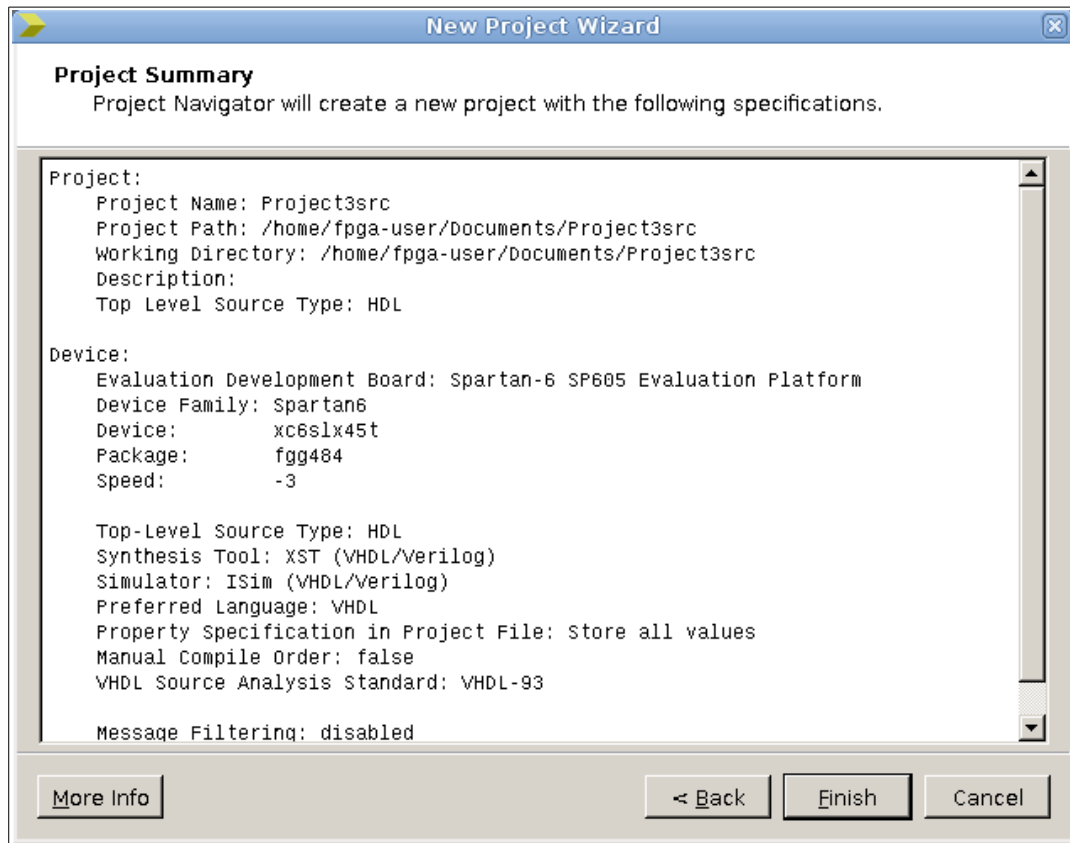 New Project Wizard
Project Summary
Project Navigator will create a new project with the following specifications.
Project:
Project Name: Project3src
Project Path: /home/fpga-user/Documents/Project3src
Working Directory: /home/fpga-user/Documents/Project3src
Description:
Top Level Source Type: HDL
Device:
Evaluation Development Board: Spartan-6 SP605 Evaluation Platform
Device Family: Spartan6
Device: xc6slx45t
Package: fgg484
Speed: -3
Top-Level Source Type: HDL
Synthesis Tool: XST (VHDL/Verilog)
Simulator: ISim (VHDL/Verilog)
Preferred Language: VHDL
Property Specification in Project File: Store all values
Manual Compile Order: false
VHDL Source Analysis Standard: VHDL-93
Message Filtering: disabled
More Info < Back Finish Cancel